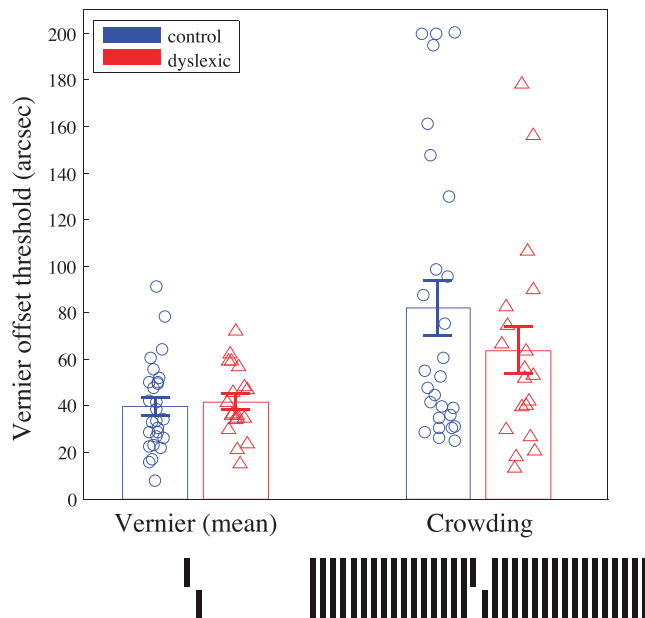 control
dyslexic
Vernier offset threshold (arcsec)
200
180
160
140
120
100
80
60
40
20
0
Vernier (mean)
Crowding